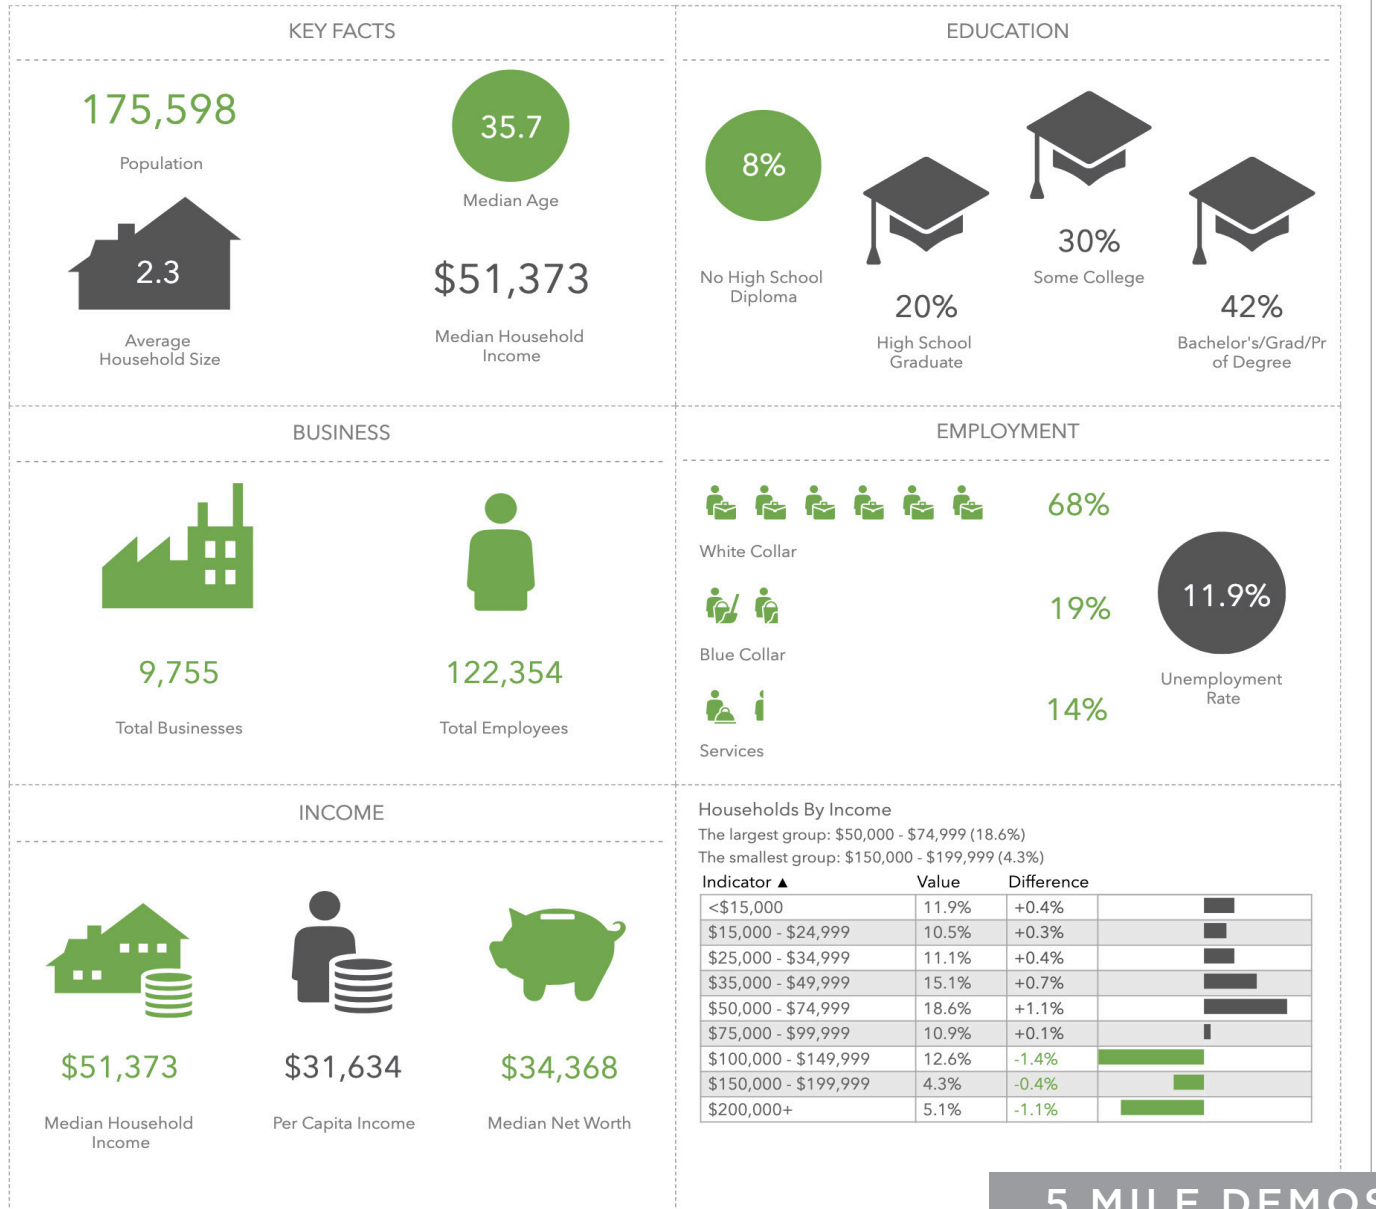 KEY FACTS
175,598
Population
35.7
Median Age
2.3
Average
Household Size
$51,373
Median Household
Income
EDUCATION
8%
No High School
Diploma
20%
High School
Graduate
30%
Some College
42%
Bachelor's/Grad/Pr
of Degree
BUSINESS
9,755
Total Businesses
122,354
Total Employees
EMPLOYMENT
68%
White Collar
19%
Blue Collar
14%
Services
11.9%
Unemployment
Rate
INCOME
$51,373
Median Household
Income
$31,634
Per Capita Income
$34,368
Median Net Worth
Households By Income
The largest group: $50,000 - $74,999 (18.6%)
The smallest group: $150,000 - $199,999 (4.3%)
Indicator ▲ Value Difference
<$15,000 11.9% +0.4%
$15,000 - $24,999 10.5% +0.3%
$25,000 - $34,999 11.1% +0.4%
$35,000 - $49,999 15.1% +0.7%
$50,000 - $74,999 18.6% +1.1%
$75,000 - $99,999 10.9% +0.1%
$100,000 - $149,999 12.6% -1.4%
$150,000 - $199,999 4.3% -0.4%
$200,000+ 5.1% -1.1%
5 MILE DEMOS